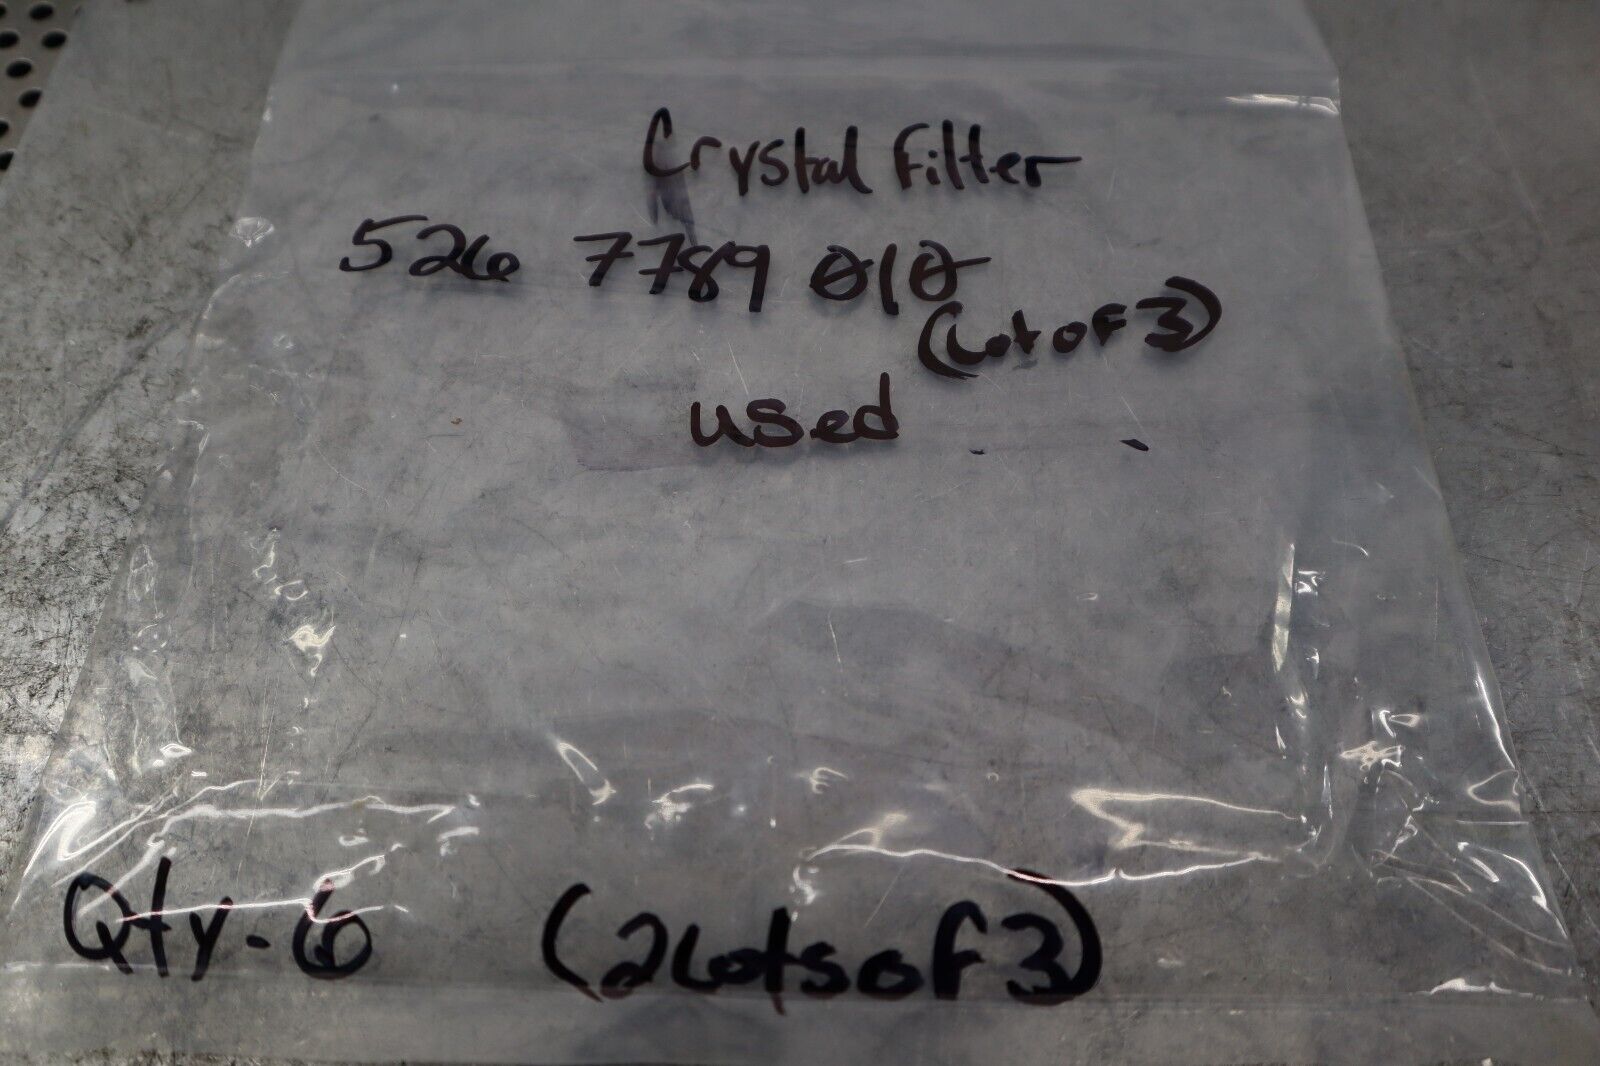 Crystal Filter
526 7789 010
(Lot of 3)
used
Qty-6 (2 Lots of 3)